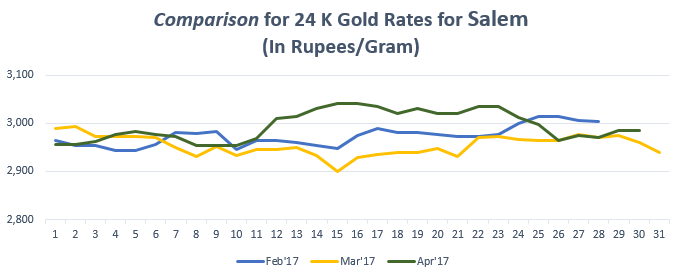 Comparison for 24 K Gold Rates for Salem
(In Rupees/Gram)
3,100
3,000
2,900
2,800
1 2 3 4 5 6 7 8 9 10 11 12 13 14 15 16 17 18 19 20 21 22 23 24 25 26 27 28 29 30 31
Feb'17 Mar'17 Apr'17